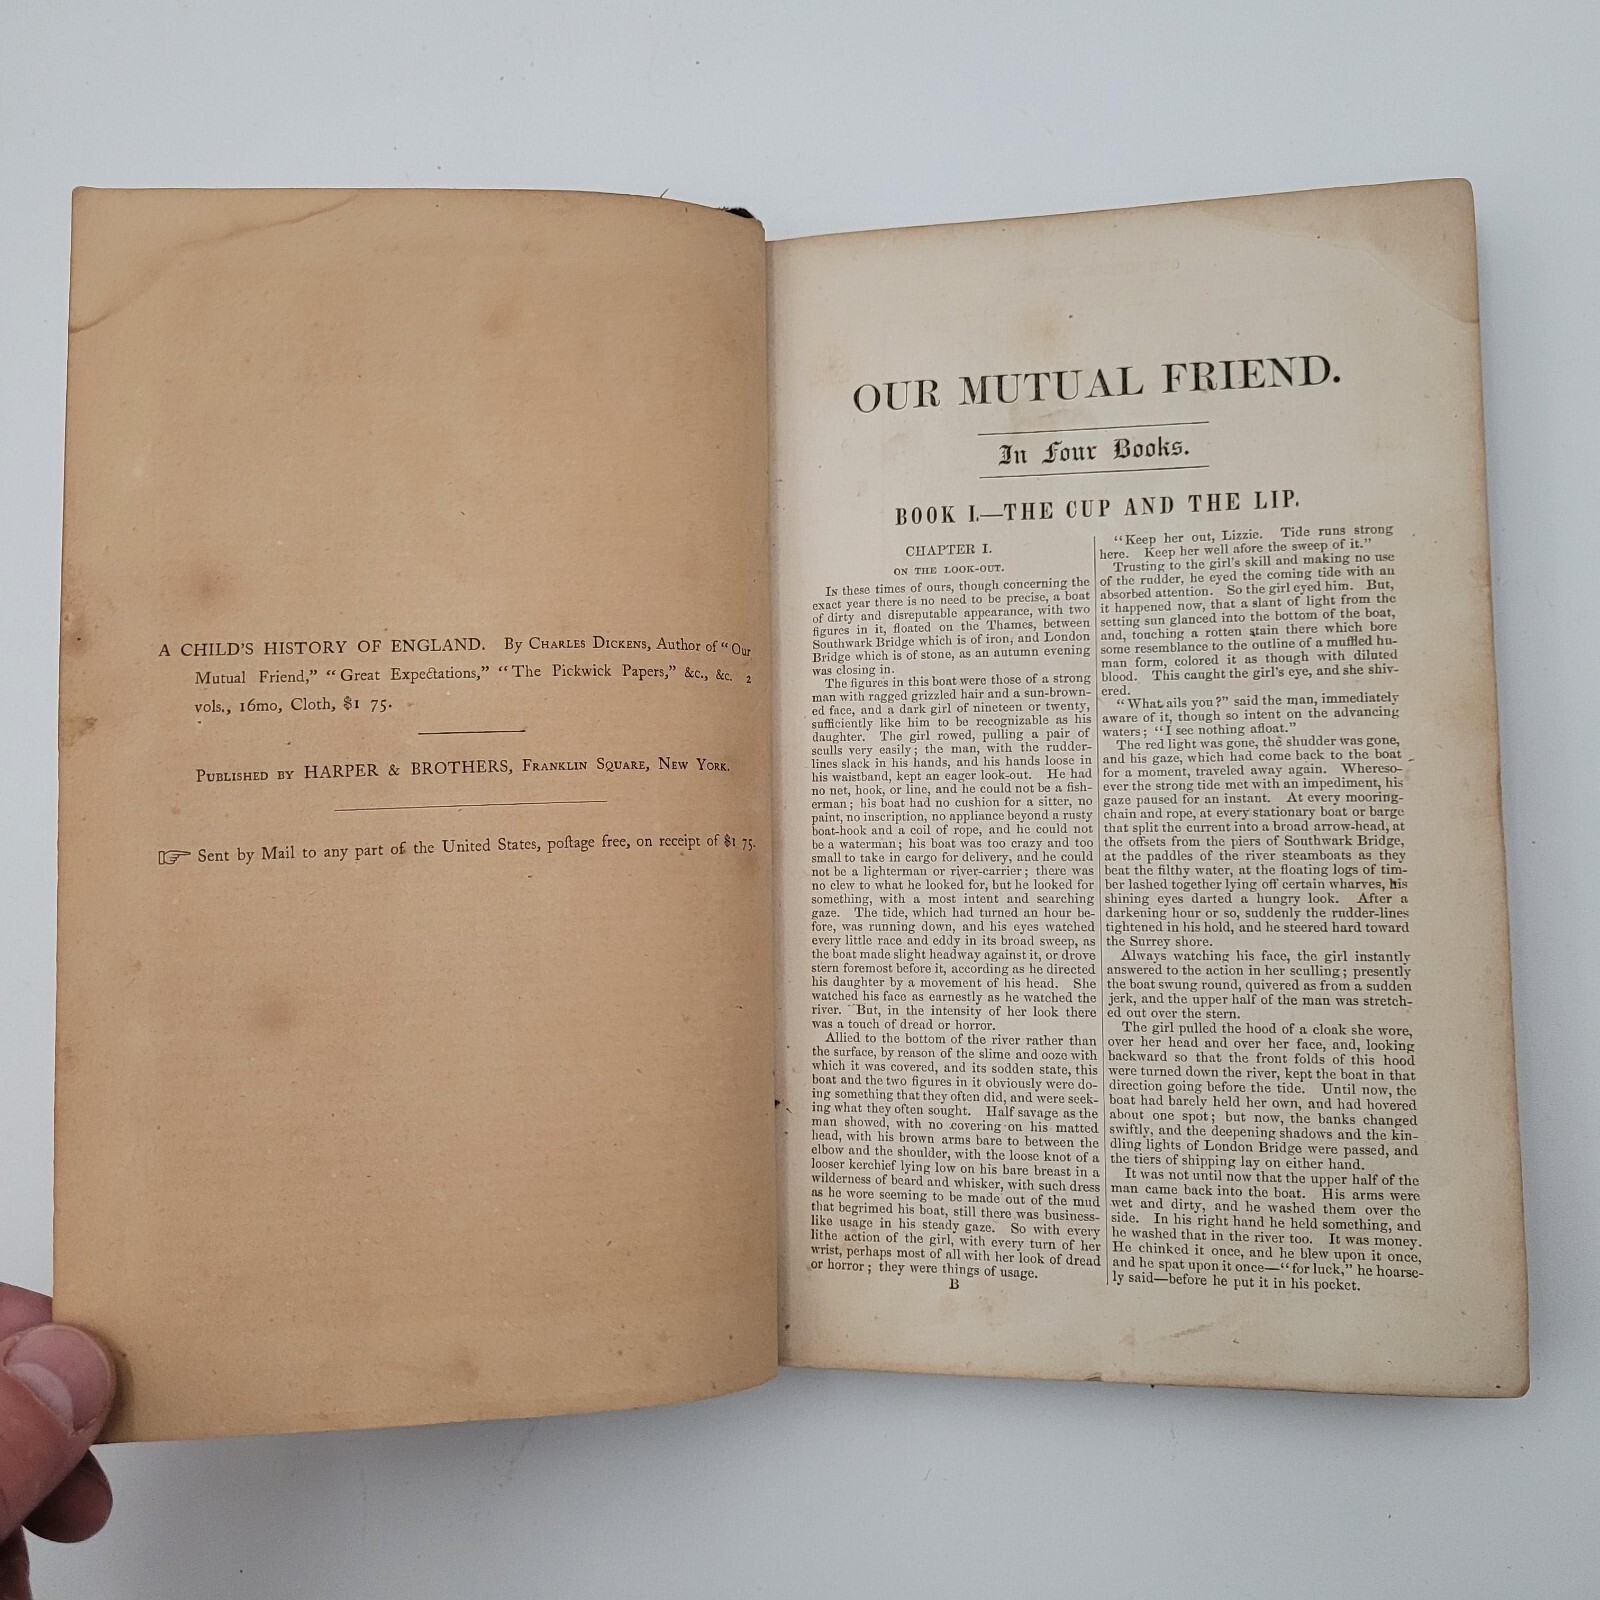 A CHILD'S HISTORY OF ENGLAND. By Charles Dickens, Author of "Our
Mutual Friend," "Great Expectations," "The Pickwick Papers," &c., &c. 2
vols., 16mo, Cloth, $1 75.
Published by HARPER & BROTHERS, Franklin Square, New York.
☞ Sent by Mail to any part of the United States, postage free, on receipt of $1 75.
OUR MUTUAL FRIEND.
In Four Books.
BOOK I.—THE CUP AND THE LIP.
CHAPTER I.
ON THE LOOK-OUT.
In these times of ours, though concerning the
exact year there is no need to be precise, a boat
of dirty and disreputable appearance, with two
figures in it, floated on the Thames, between
Southwark Bridge which is of iron, and London
Bridge which is of stone, as an autumn evening
was closing in.
The figures in this boat were those of a strong
man with ragged grizzled hair and a sun-brown-
ed face, and a dark girl of nineteen or twenty,
sufficiently like him to be recognizable as his
daughter. The girl rowed, pulling a pair of
sculls very easily; the man, with the rudder-
lines slack in his hands, and his hands loose in
his waistband, kept an eager look-out. He had
no net, hook, or line, and he could not be a fish-
erman; his boat had no cushion for a sitter, no
paint, no inscription, no appliance beyond a rusty
boat-hook and a coil of rope, and he could not
be a waterman; his boat was too crazy and too
small to take in cargo for delivery, and he could
not be a lighterman or river-carrier; there was
no clew to what he looked for, but he looked for
something, with a most intent and searching
gaze. The tide, which had turned an hour be-
fore, was running down, and his eyes watched
every little race and eddy in its broad sweep, as
the boat made slight headway against it, or drove
stern foremost before it, according as he directed
his daughter by a movement of his head. She
watched his face as earnestly as he watched the
river. But, in the intensity of her look there
was a touch of dread or horror.
Allied to the bottom of the river rather than
the surface, by reason of the slime and ooze with
which it was covered, and its sodden state, this
boat and the two figures in it obviously were do-
ing something that they often did, and were seek-
ing what they often sought. Half savage as the
man showed, with no covering on his matted
head, with his brown arms bare to between the
elbow and the shoulder, with the loose knot of a
looser kerchief lying low on his bare breast in a
wilderness of beard and whisker, with such dress
as he wore seeming to be made out of the mud
that begrimed his boat, still there was business-
like usage in his steady gaze. So with every
lithe action of the girl, with every turn of her
wrist, perhaps most of all with her look of dread
or horror; they were things of usage.
B
"Keep her out, Lizzie. Tide runs strong
here. Keep her well afore the sweep of it."
Trusting to the girl's skill and making no use
of the rudder, he eyed the coming tide with an
absorbed attention. So the girl eyed him. But,
it happened now, that a slant of light from the
setting sun glanced into the bottom of the boat,
and, touching a rotten stain there which bore
some resemblance to the outline of a muffled hu-
man form, colored it as though with diluted
blood. This caught the girl's eye, and she shiv-
ered.
"What ails you?" said the man, immediately
aware of it, though so intent on the advancing
waters; "I see nothing afloat."
The red light was gone, the shudder was gone,
and his gaze, which had come back to the boat
for a moment, traveled away again. Whereso-
ever the strong tide met with an impediment, his
gaze paused for an instant. At every mooring-
chain and rope, at every stationary boat or barge
that split the current into a broad arrow-head, at
the offsets from the piers of Southwark Bridge,
at the paddles of the river steamboats as they
beat the filthy water, at the floating logs of tim-
ber lashed together lying off certain wharves, his
shining eyes darted a hungry look. After a
darkening hour or so, suddenly the rudder-lines
tightened in his hold, and he steered hard toward
the Surrey shore.
Always watching his face, the girl instantly
answered to the action in her sculling; presently
the boat swung round, quivered as from a sudden
jerk, and the upper half of the man was stretch-
ed out over the stern.
The girl pulled the hood of a cloak she wore,
over her head and over her face, and, looking
backward so that the front folds of this hood
were turned down the river, kept the boat in that
direction going before the tide. Until now, the
boat had barely held her own, and had hovered
about one spot; but now, the banks changed
swiftly, and the deepening shadows and the kin-
dling lights of London Bridge were passed, and
the tiers of shipping lay on either hand.
It was not until now that the upper half of the
man came back into the boat. His arms were
wet and dirty, and he washed them over the
side. In his right hand he held something, and
he washed that in the river too. It was money.
He chinked it once, and he blew upon it once,
and he spat upon it once—"for luck," he hoarse-
ly said—before he put it in his pocket.